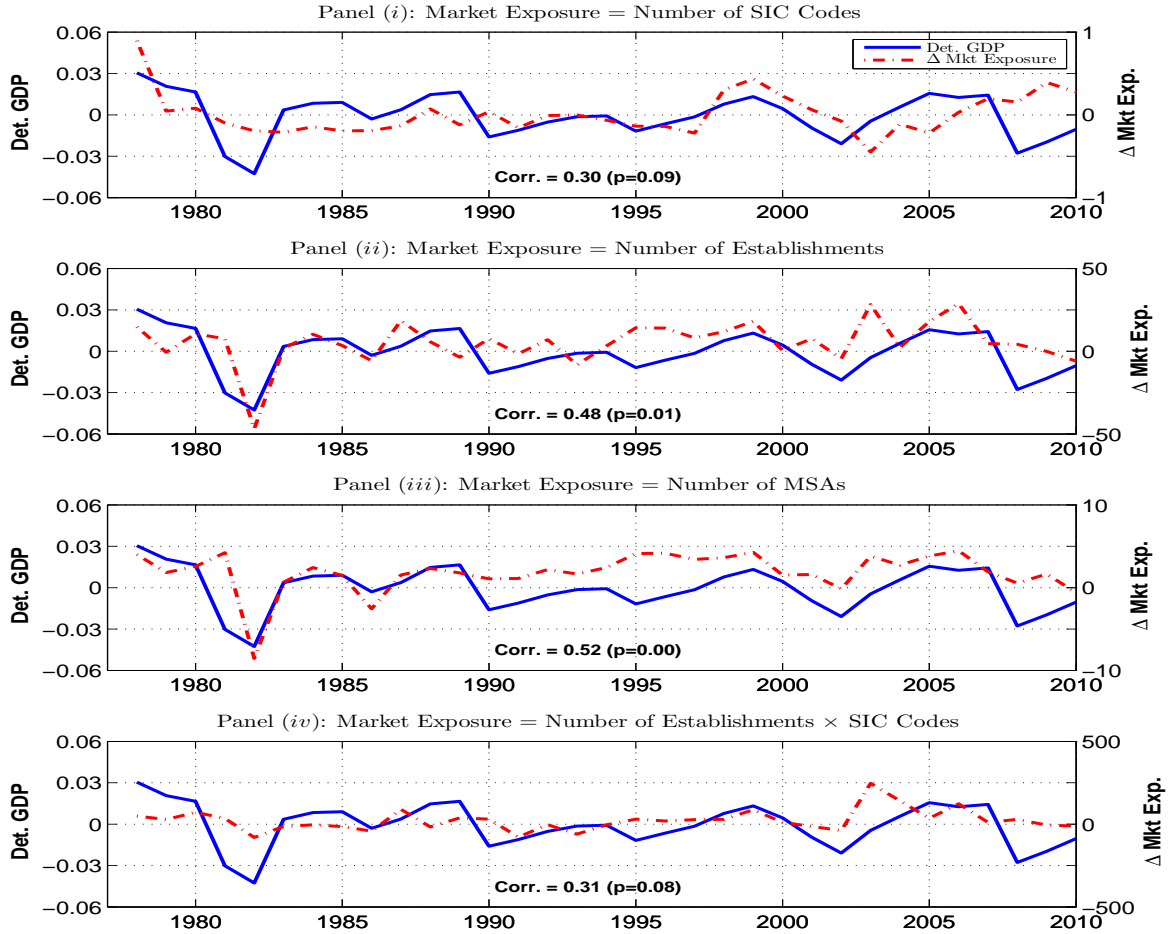 Panel (i): Market Exposure = Number of SIC Codes
0.06
0.03
0
−0.03
−0.06
Det. GDP
1
0
−1
Δ Mkt Exp.
Det. GDP
Δ Mkt Exposure
Corr. = 0.30 (p=0.09)
1980 1985 1990 1995 2000 2005 2010
Panel (ii): Market Exposure = Number of Establishments
0.06
0.03
0
−0.03
−0.06
Det. GDP
50
0
−50
Δ Mkt Exp.
Corr. = 0.48 (p=0.01)
1980 1985 1990 1995 2000 2005 2010
Panel (iii): Market Exposure = Number of MSAs
0.06
0.03
0
−0.03
−0.06
Det. GDP
10
0
−10
Δ Mkt Exp.
Corr. = 0.52 (p=0.00)
1980 1985 1990 1995 2000 2005 2010
Panel (iv): Market Exposure = Number of Establishments × SIC Codes
0.06
0.03
0
−0.03
−0.06
Det. GDP
500
0
−500
Δ Mkt Exp.
Corr. = 0.31 (p=0.08)
1980 1985 1990 1995 2000 2005 2010